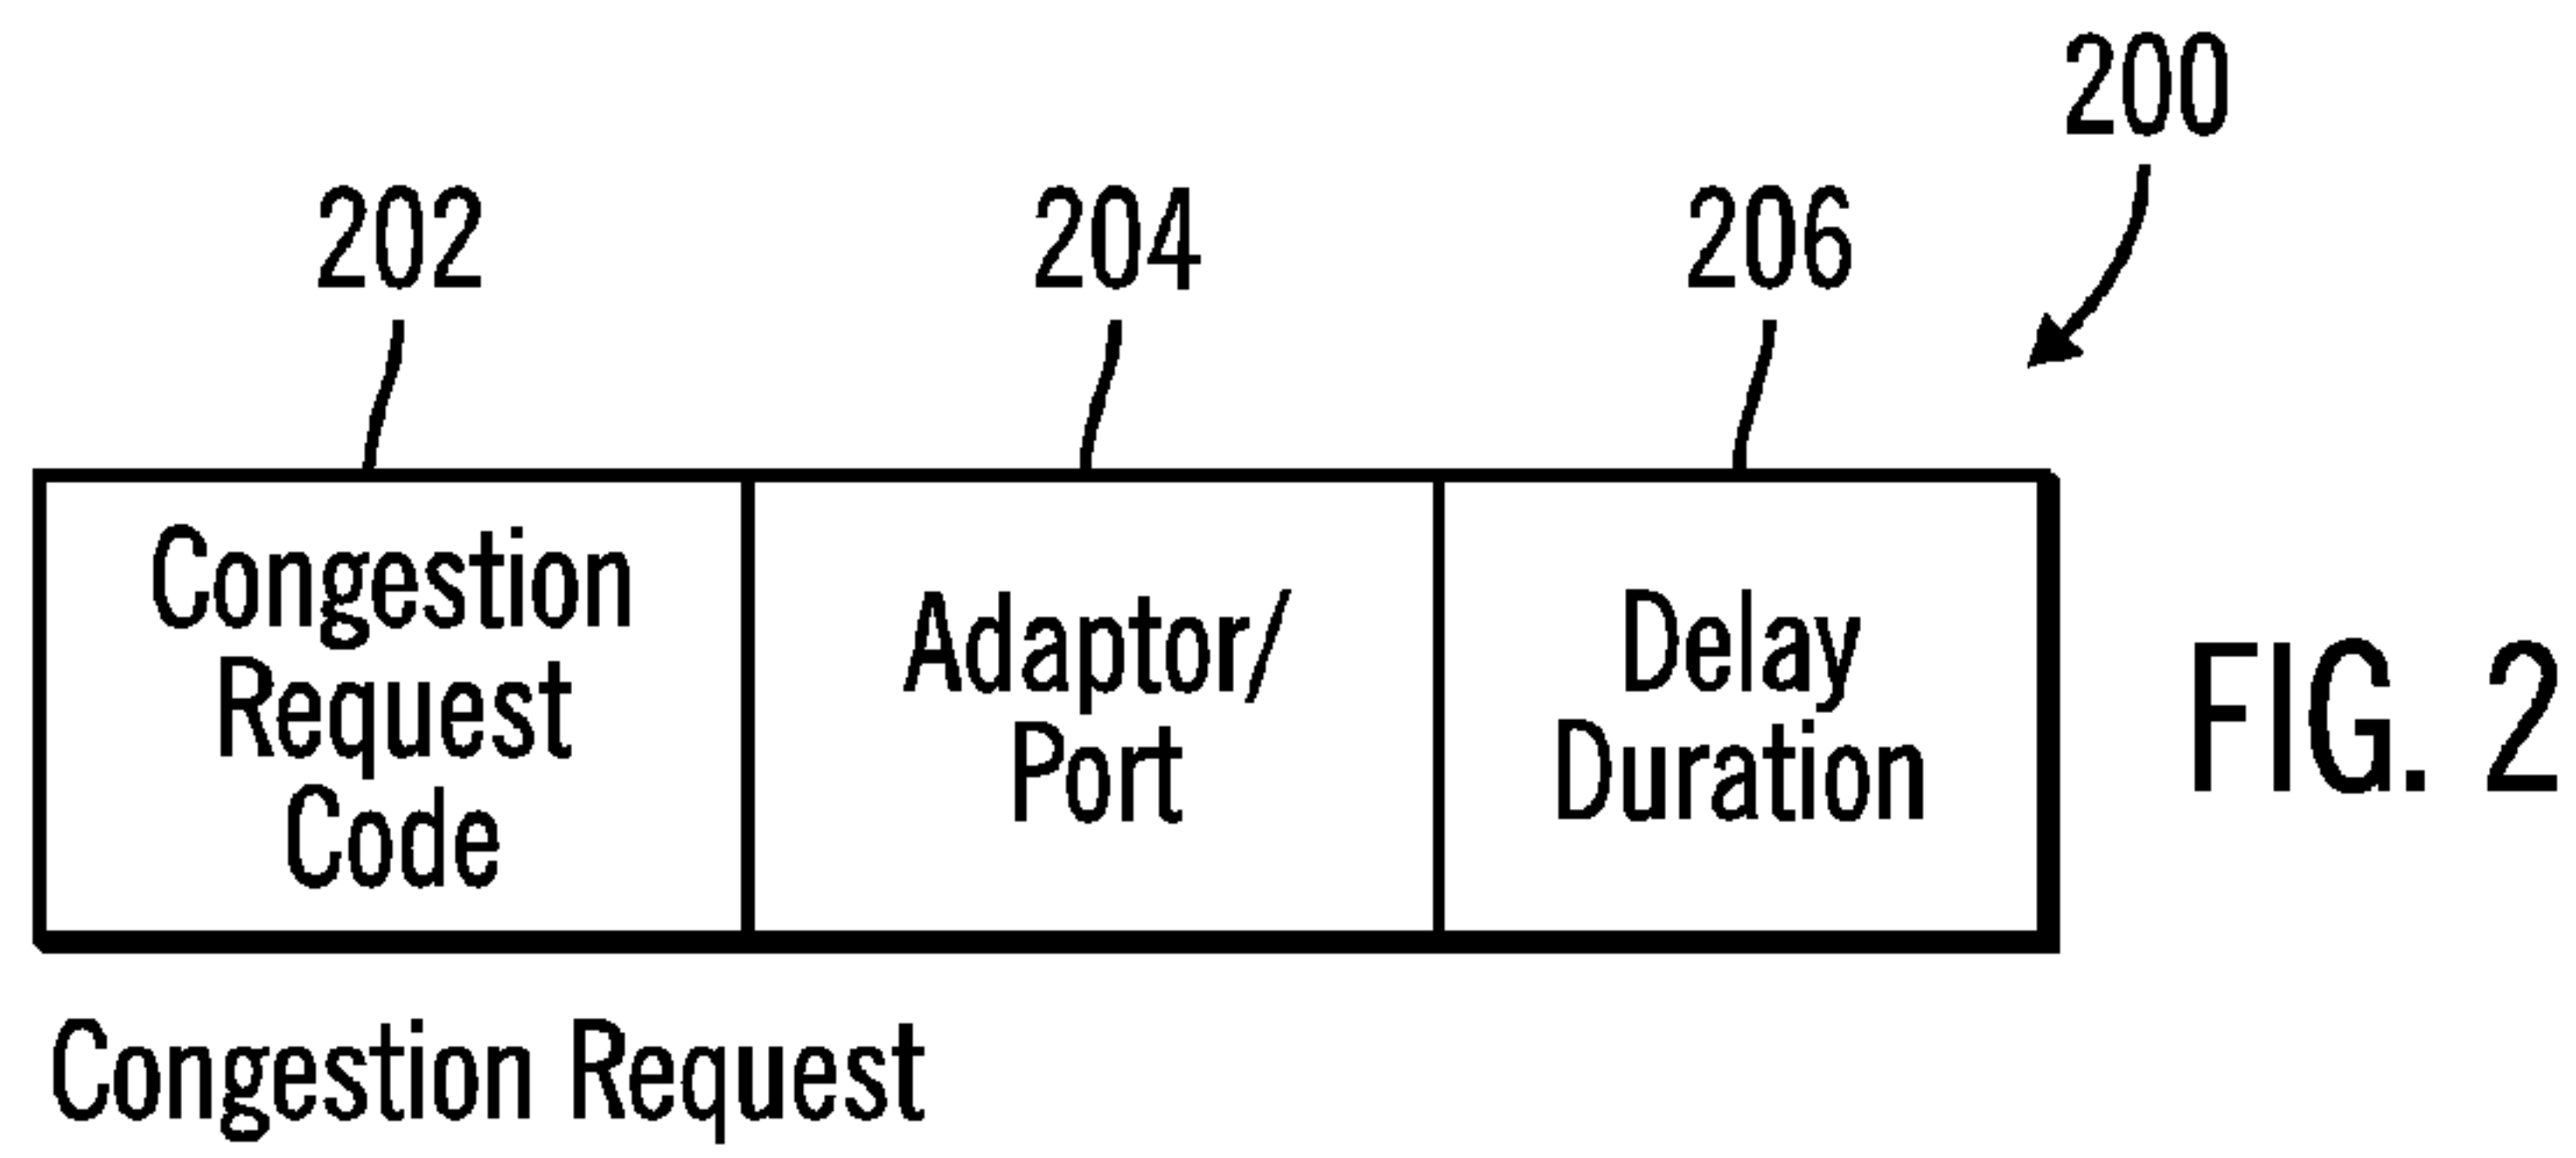 200
202
204
206
Congestion
Request
Code
Adaptor/
Port
Delay
Duration
FIG. 2
Congestion Request